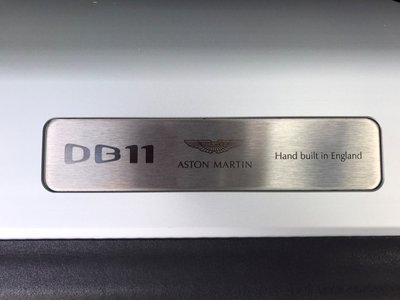 DB11
ASTON MARTIN
Hand built in England